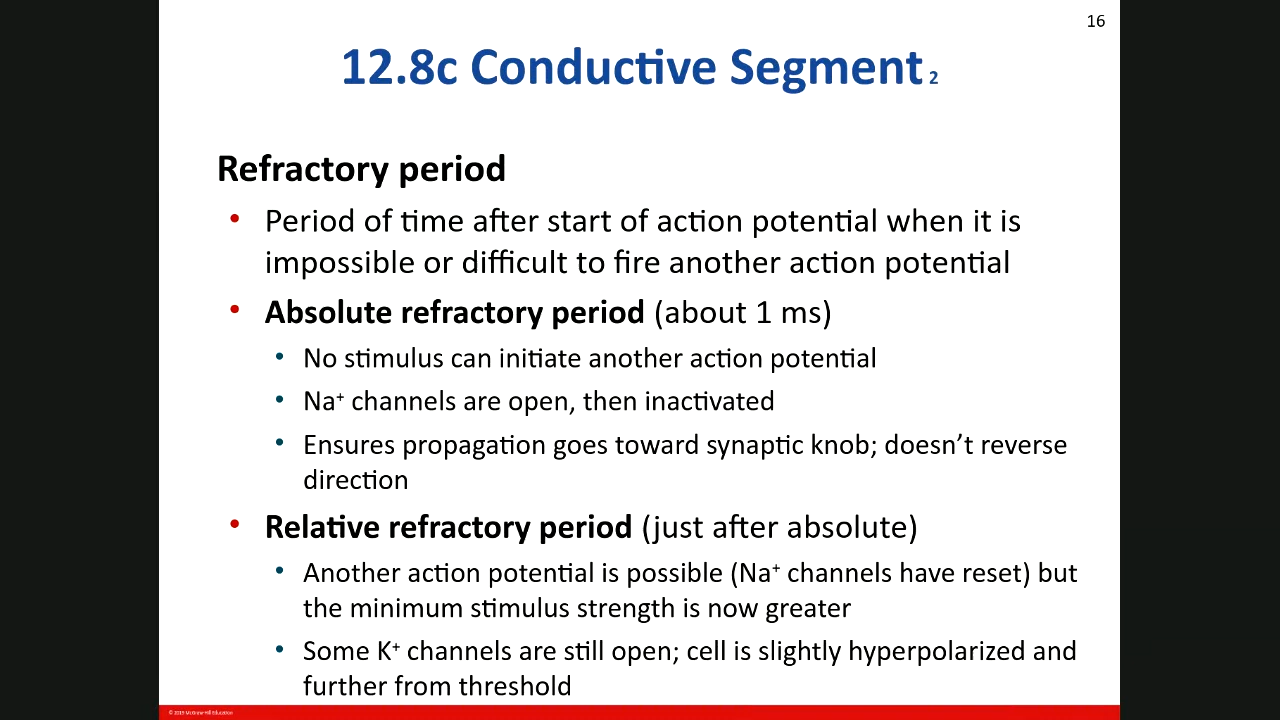 16
12.8c Conductive Segment 2
Refractory period
• Period of time after start of action potential when it is
impossible or difficult to fire another action potential
• Absolute refractory period (about 1 ms)
• No stimulus can initiate another action potential
• Na⁺ channels are open, then inactivated
• Ensures propagation goes toward synaptic knob; doesn’t reverse
direction
• Relative refractory period (just after absolute)
• Another action potential is possible (Na⁺ channels have reset) but
the minimum stimulus strength is now greater
• Some K⁺ channels are still open; cell is slightly hyperpolarized and
further from threshold
© 2019 McGraw-Hill Education